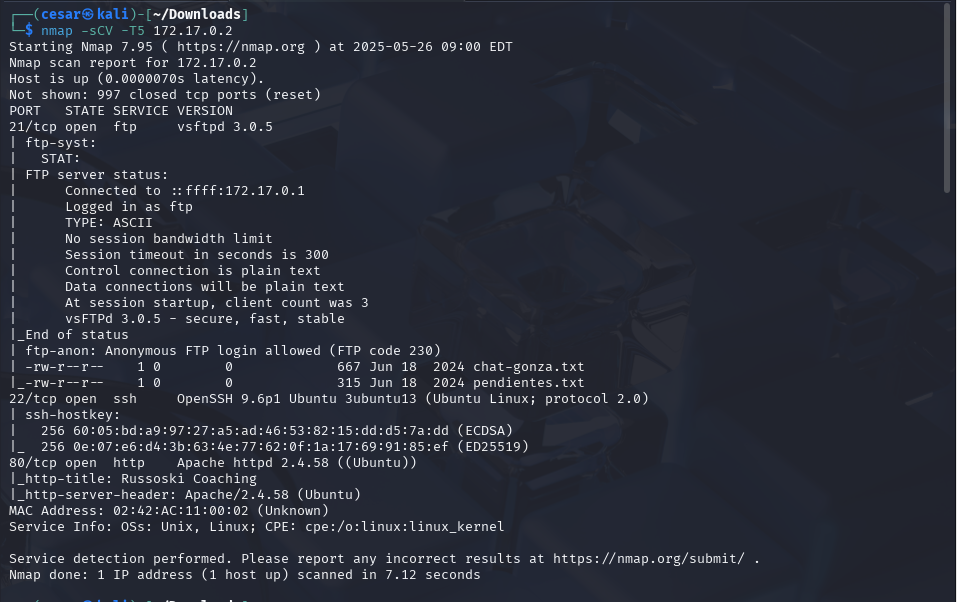 ┌──(cesar㉿kali)-[~/Downloads]
└─$ nmap -sCV -T5 172.17.0.2
Starting Nmap 7.95 ( https://nmap.org ) at 2025-05-26 09:00 EDT
Nmap scan report for 172.17.0.2
Host is up (0.0000070s latency).
Not shown: 997 closed tcp ports (reset)
PORT   STATE SERVICE VERSION
21/tcp open  ftp     vsftpd 3.0.5
| ftp-syst:
|   STAT:
| FTP server status:
|      Connected to ::ffff:172.17.0.1
|      Logged in as ftp
|      TYPE: ASCII
|      No session bandwidth limit
|      Session timeout in seconds is 300
|      Control connection is plain text
|      Data connections will be plain text
|      At session startup, client count was 3
|      vsFTPd 3.0.5 - secure, fast, stable
|_End of status
| ftp-anon: Anonymous FTP login allowed (FTP code 230)
| -rw-r--r--    1 0        0             667 Jun 18  2024 chat-gonza.txt
|_-rw-r--r--    1 0        0             315 Jun 18  2024 pendientes.txt
22/tcp open  ssh     OpenSSH 9.6p1 Ubuntu 3ubuntu13 (Ubuntu Linux; protocol 2.0)
| ssh-hostkey:
|   256 60:05:bd:a9:97:27:a5:ad:46:53:82:15:dd:d5:7a:dd (ECDSA)
|_  256 0e:07:e6:d4:3b:63:4e:77:62:0f:1a:17:69:91:85:ef (ED25519)
80/tcp open  http    Apache httpd 2.4.58 ((Ubuntu))
|_http-title: Russoski Coaching
|_http-server-header: Apache/2.4.58 (Ubuntu)
MAC Address: 02:42:AC:11:00:02 (Unknown)
Service Info: OSs: Unix, Linux; CPE: cpe:/o:linux:linux_kernel

Service detection performed. Please report any incorrect results at https://nmap.org/submit/ .
Nmap done: 1 IP address (1 host up) scanned in 7.12 seconds